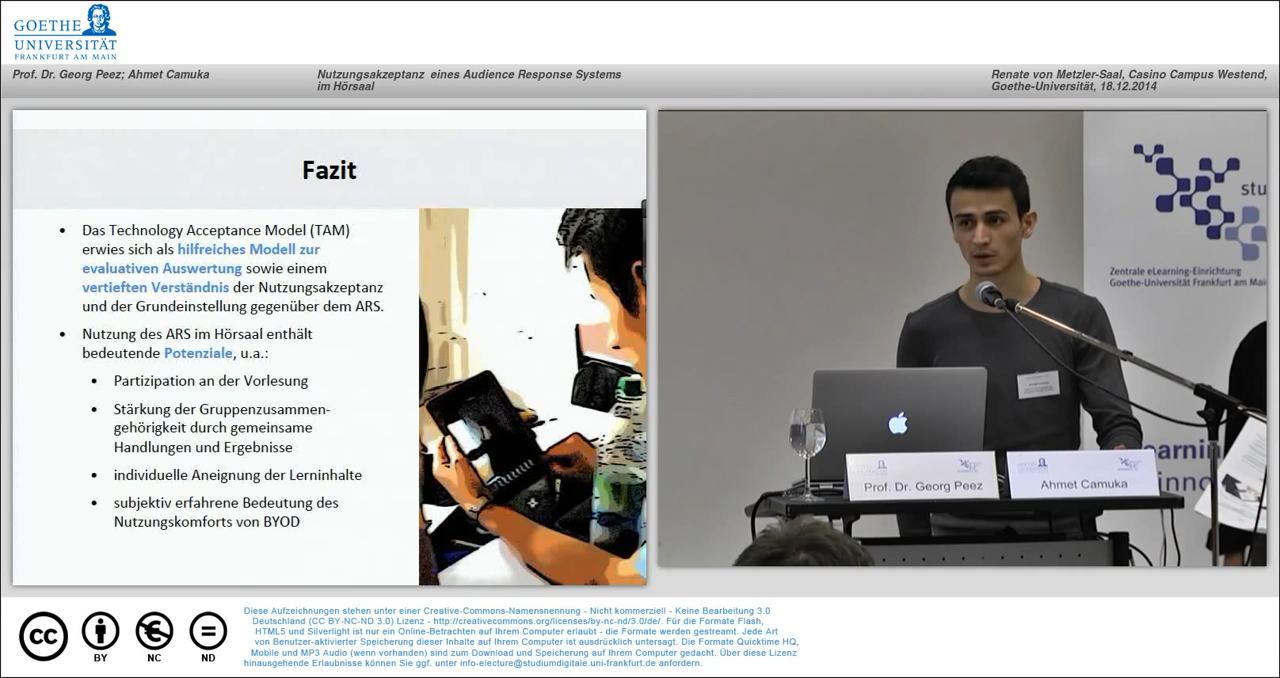 GOETHE
UNIVERSITÄT
FRANKFURT AM MAIN
Prof. Dr. Georg Peez; Ahmet Camuka
Nutzungsakzeptanz eines Audience Response Systems
im Hörsaal
Renate von Metzler-Saal, Casino Campus Westend,
Goethe-Universität, 18.12.2014
Fazit
• Das Technology Acceptance Model (TAM)
erwies sich als hilfreiches Modell zur
evaluativen Auswertung sowie einem
vertieften Verständnis der Nutzungsakzeptanz
und der Grundeinstellung gegenüber dem ARS.
• Nutzung des ARS im Hörsaal enthält
bedeutende Potenziale, u.a.:
• Partizipation an der Vorlesung
• Stärkung der Gruppenzusammen-
gehörigkeit durch gemeinsame
Handlungen und Ergebnisse
• individuelle Aneignung der Lerninhalte
• subjektiv erfahrene Bedeutung des
Nutzungskomforts von BYOD
stu
Zentrale eLearning-Einrichtung
Goethe-Universität Frankfurt am Mai
earnin
inno
Prof. Dr. Georg Peez
Ahmet Camuka
cc
BY
NC
ND
Diese Aufzeichnungen stehen unter einer Creative-Commons-Namensnennung - Nicht kommerziell - Keine Bearbeitung 3.0
Deutschland (CC BY-NC-ND 3.0) Lizenz - http://creativecommons.org/licenses/by-nc-nd/3.0/de/. Für die Formate Flash,
HTML5 und Silverlight ist nur ein Online-Betrachten auf Ihrem Computer erlaubt - die Formate werden gestreamt. Jede Art
von Benutzer-aktivierter Speicherung dieser Inhalte ist ausdrücklich untersagt. Die Formate Quicktime HQ,
Mobile und MP3 Audio (wenn vorhanden) sind zum Download und Speicherung auf Ihrem Computer gedacht. Über diese Lizenz
hinausgehende Erlaubnisse können Sie ggf. unter info-electure@studiumdigitale.uni-frankfurt.de anfordern.